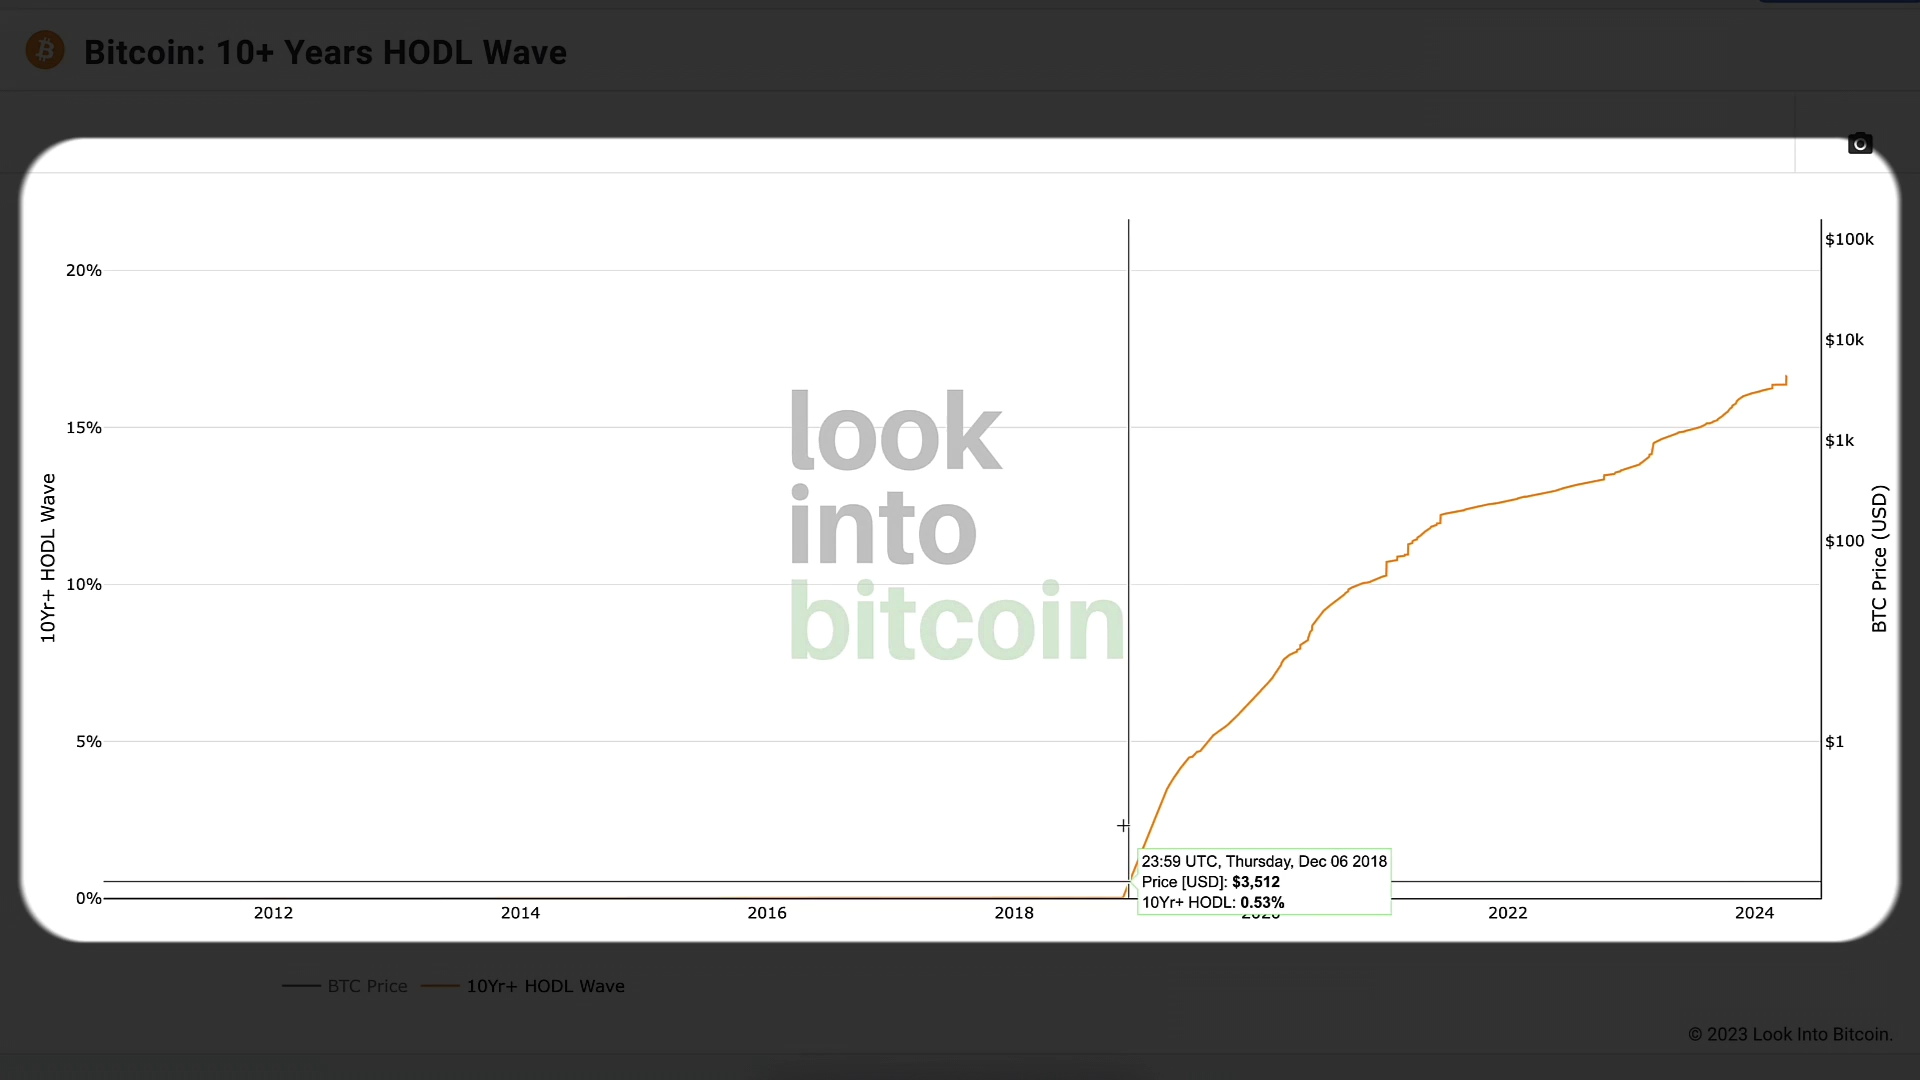 Bitcoin: 10+ Years HODL Wave
20%
15%
10%
5%
0%
10Yr+ HODL Wave
look
into
bitcoin
$100k
$10k
$1k
$100
$1
BTC Price (USD)
23:59 UTC, Thursday, Dec 06 2018
Price [USD]: $3,512
10Yr+ HODL: 0.53%
2012 2014 2016 2018 2020 2022 2024
BTC Price 10Yr+ HODL Wave
© 2023 Look Into Bitcoin.